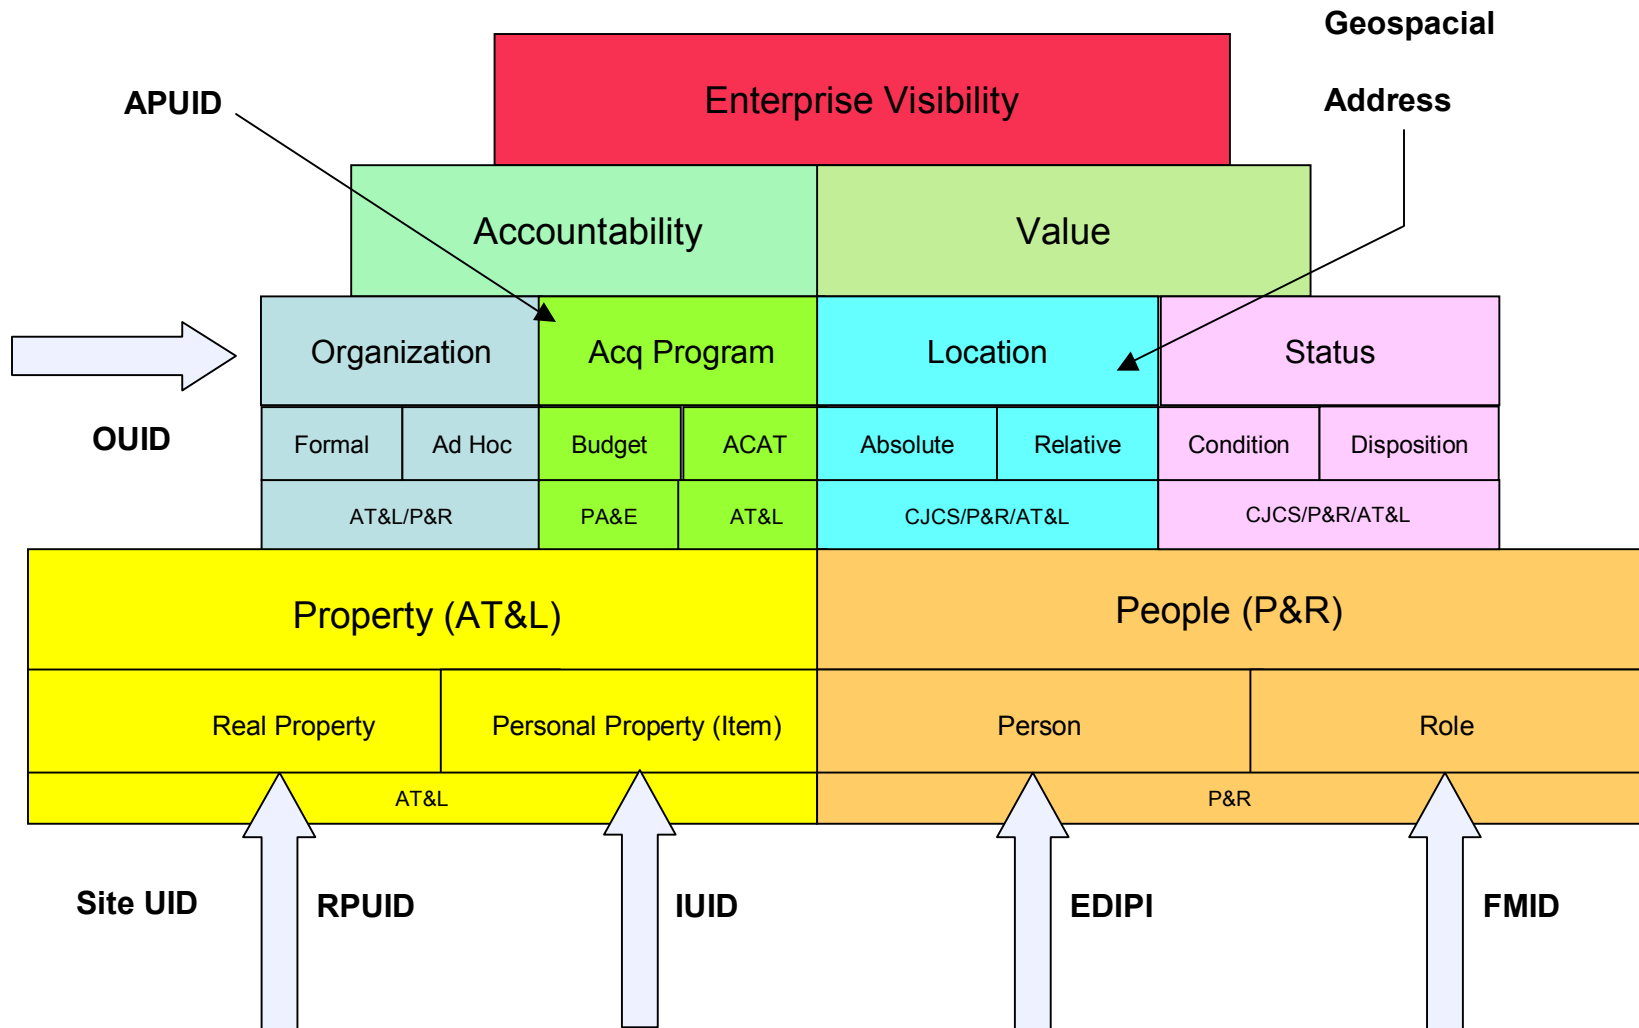 Geospacial
Enterprise Visibility
APUID
Address
Accountability
Value
Organization
Acq Program
Location
Status
OUID
Formal
Ad Hoc
Budget
ACAT
Absolute
Relative
Condition
Disposition
AT&L/P&R
PA&E
AT&L
CJCS/P&R/AT&L
CJCS/P&R/AT&L
Property (AT&L)
People (P&R)
Real Property
Personal Property (Item)
Person
Role
AT&L
P&R
Site UID
RPUID
IUID
EDIPI
FMID